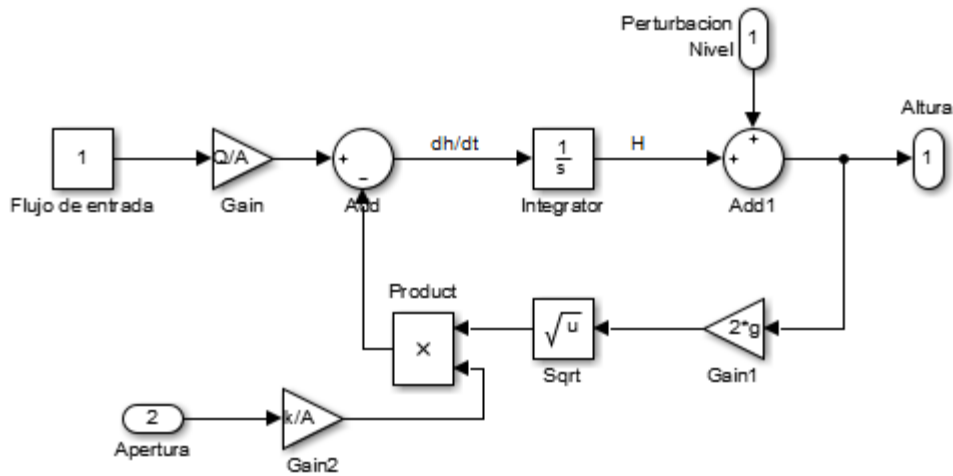 Perturbacion
Nivel
1
Altura
1
Flujo de entrada
Q/A
Gain
+
−
Add
dh/dt
1
s
Integrator
H
+
+
Add1
1
Product
×
√u
Sqrt
2*g
Gain1
2
Apertura
k/A
Gain2